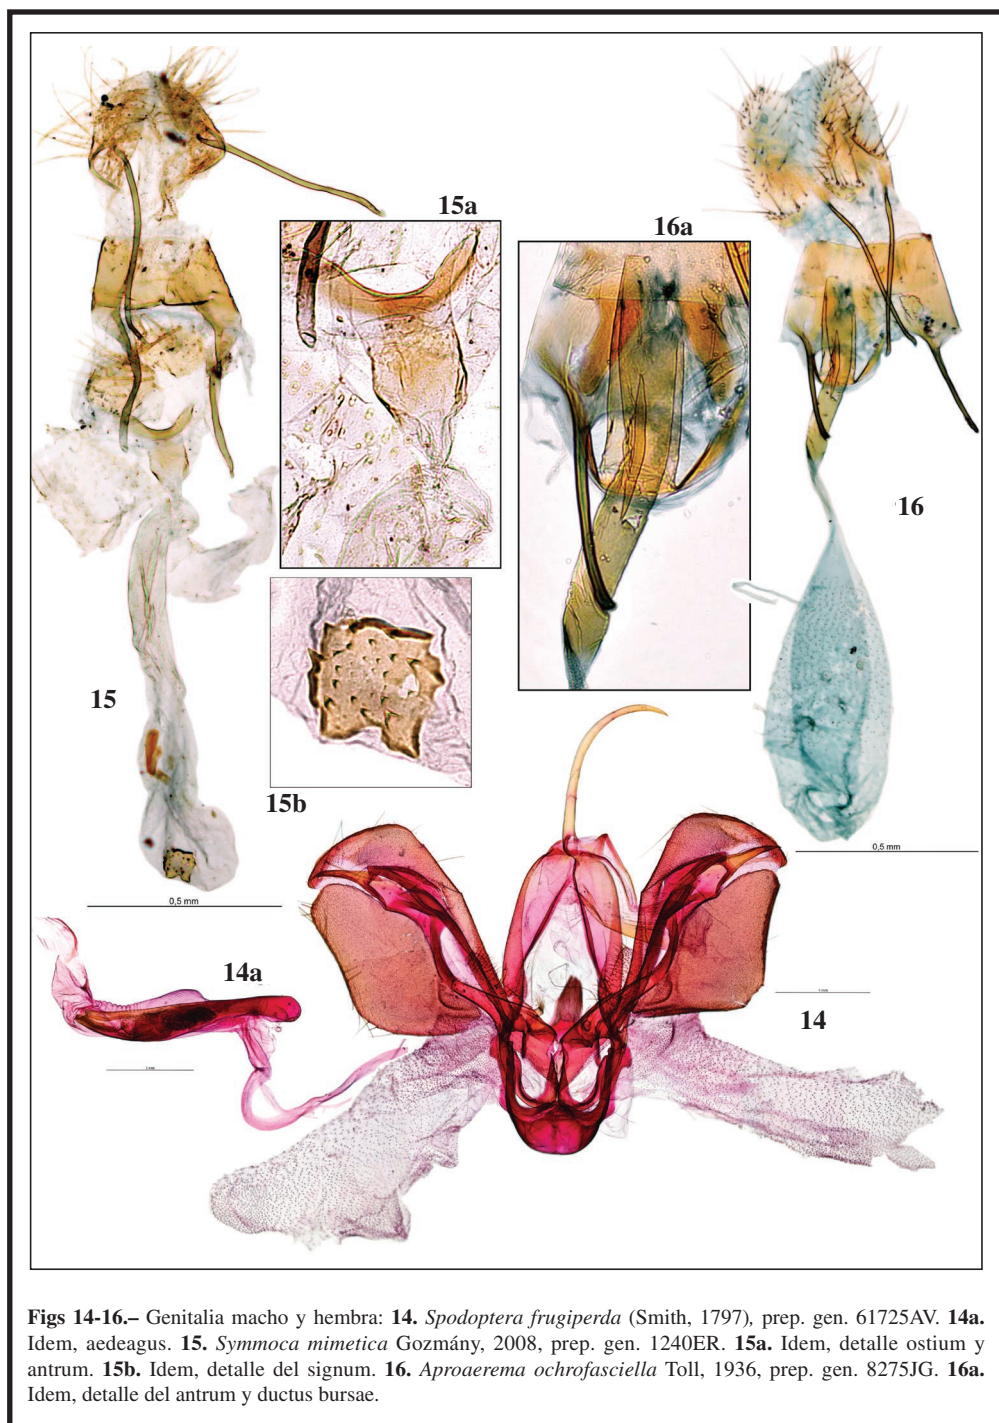 15a
16a
16
15
15b
0,5 mm
0,5 mm
14a
14
Figs 14-16.– Genitalia macho y hembra: 14. Spodoptera frugiperda (Smith, 1797), prep. gen. 61725AV. 14a.
Idem, aedeagus. 15. Symmoca mimetica Gozmány, 2008, prep. gen. 1240ER. 15a. Idem, detalle ostium y
antrum. 15b. Idem, detalle del signum. 16. Aproaerema ochrofasciella Toll, 1936, prep. gen. 8275JG. 16a.
Idem, detalle del antrum y ductus bursae.